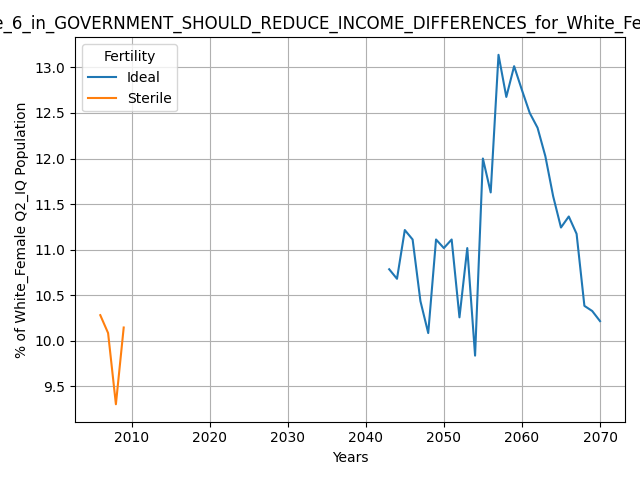 e_6_in_GOVERNMENT_SHOULD_REDUCE_INCOME_DIFFERENCES_for_White_Fe
Fertility
Ideal
Sterile
% of White_Female Q2_IQ Population
13.0
12.5
12.0
11.5
11.0
10.5
10.0
9.5
2010 2020 2030 2040 2050 2060 2070
Years